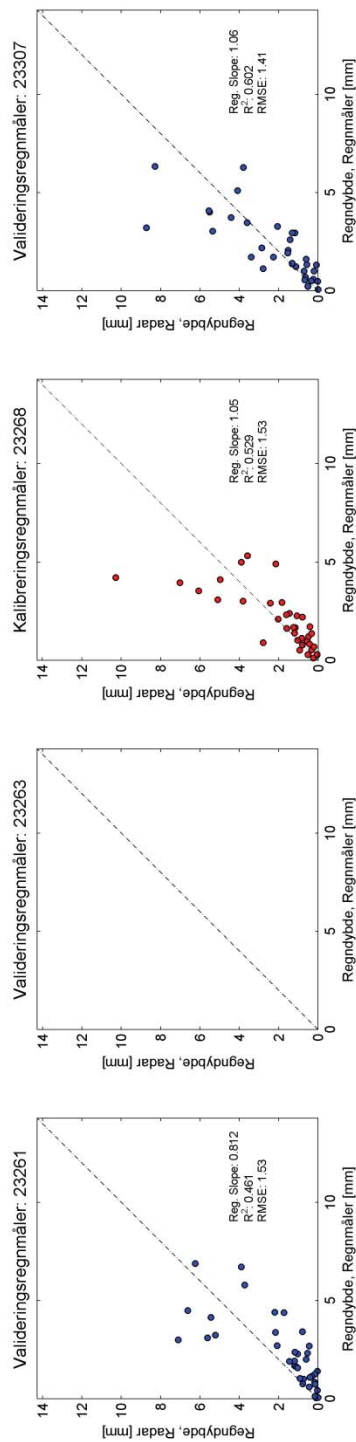 Valideringsregnmåler: 23261
Regndybde, Radar [mm]
14
12
10
8
6
4
2
0
Reg. Slope: 0.812
R²: 0.461
RMSE: 1.53
0 5 10
Regndybde, Regnmåler [mm]
Valideringsregnmåler: 23263
Regndybde, Radar [mm]
14
12
10
8
6
4
2
0
0 5 10
Regndybde, Regnmåler [mm]
Kalibreringsregnmåler: 23268
Regndybde, Radar [mm]
14
12
10
8
6
4
2
0
Reg. Slope: 1.05
R²: 0.529
RMSE: 1.53
0 5 10
Regndybde, Regnmåler [mm]
Valideringsregnmåler: 23307
Regndybde, Radar [mm]
14
12
10
8
6
4
2
0
Reg. Slope: 1.06
R²: 0.602
RMSE: 1.41
0 5 10
Regndybde, Regnmåler [mm]